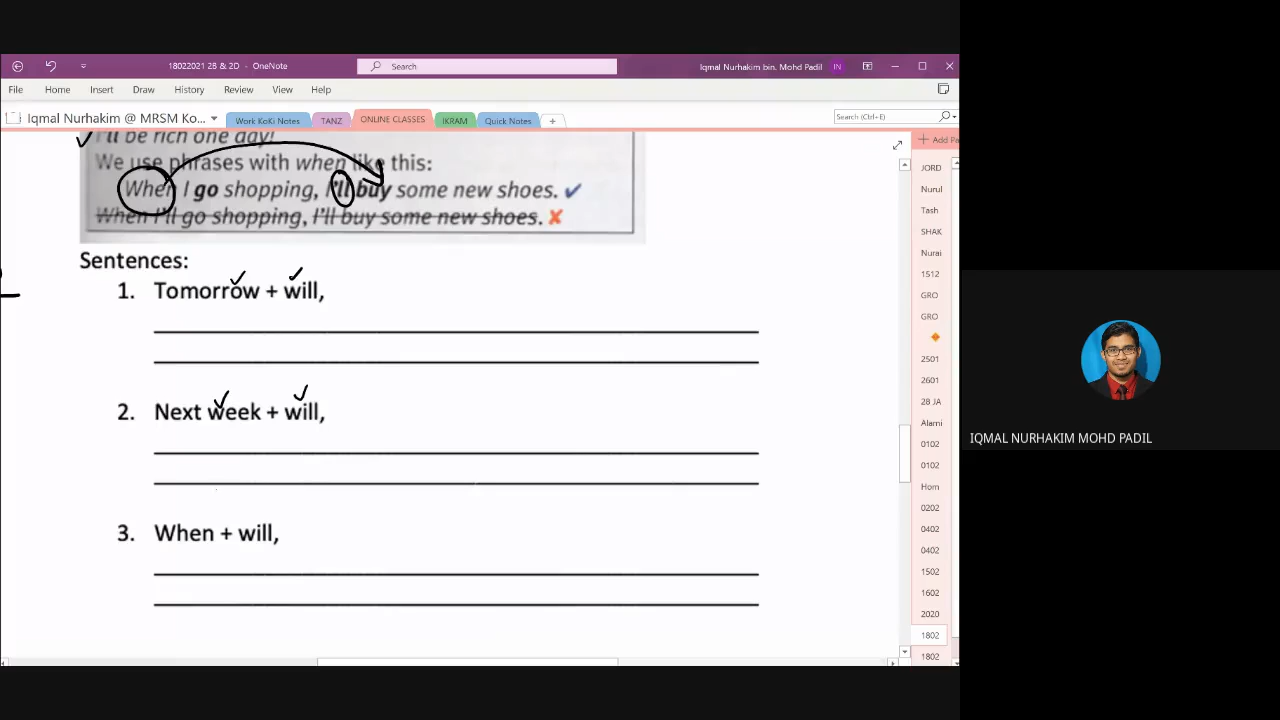 18022021 2B & 2D - OneNote
Search
Iqmal Nurhakim bin. Mohd Padil
IN
File Home Insert Draw History Review View Help
Iqmal Nurhakim @ MRSM Ko...
Work KoKi Notes
TANZ
ONLINE CLASSES
IKRAM
Quick Notes
Search (Ctrl+E)
Add Pa
I'll be rich one day!
We use phrases with when like this:
When I go shopping, I'll buy some new shoes. ✓
When I'll go shopping, I'll buy some new shoes. ✗
Sentences:
1. Tomorrow + will,
2. Next week + will,
3. When + will,
JORD
Nurul
Tash
SHAK
Nurai
1512
GRO
GRO
2501
2601
28 JA
Alami
0102
0102
Hom
0202
0402
0402
1502
1602
2020
1802
1802
IQMAL NURHAKIM MOHD PADIL